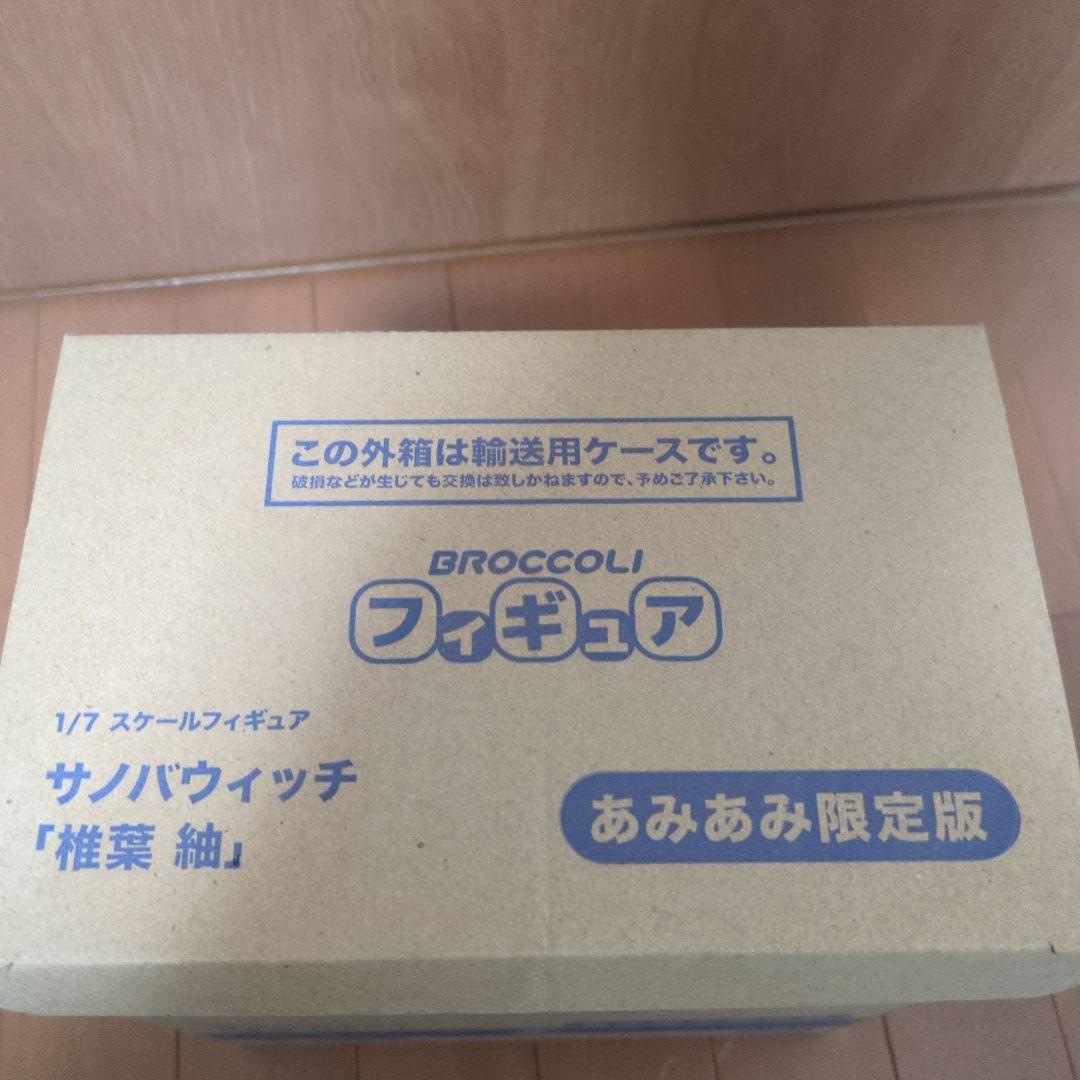 この外箱は輸送用ケースです。
破損などが生じても交換は致しかねますので、予めご了承下さい。
BROCCOLI
フィギュア
1/7 スケールフィギュア
サノバウィッチ
「椎葉 紬」
あみあみ限定版